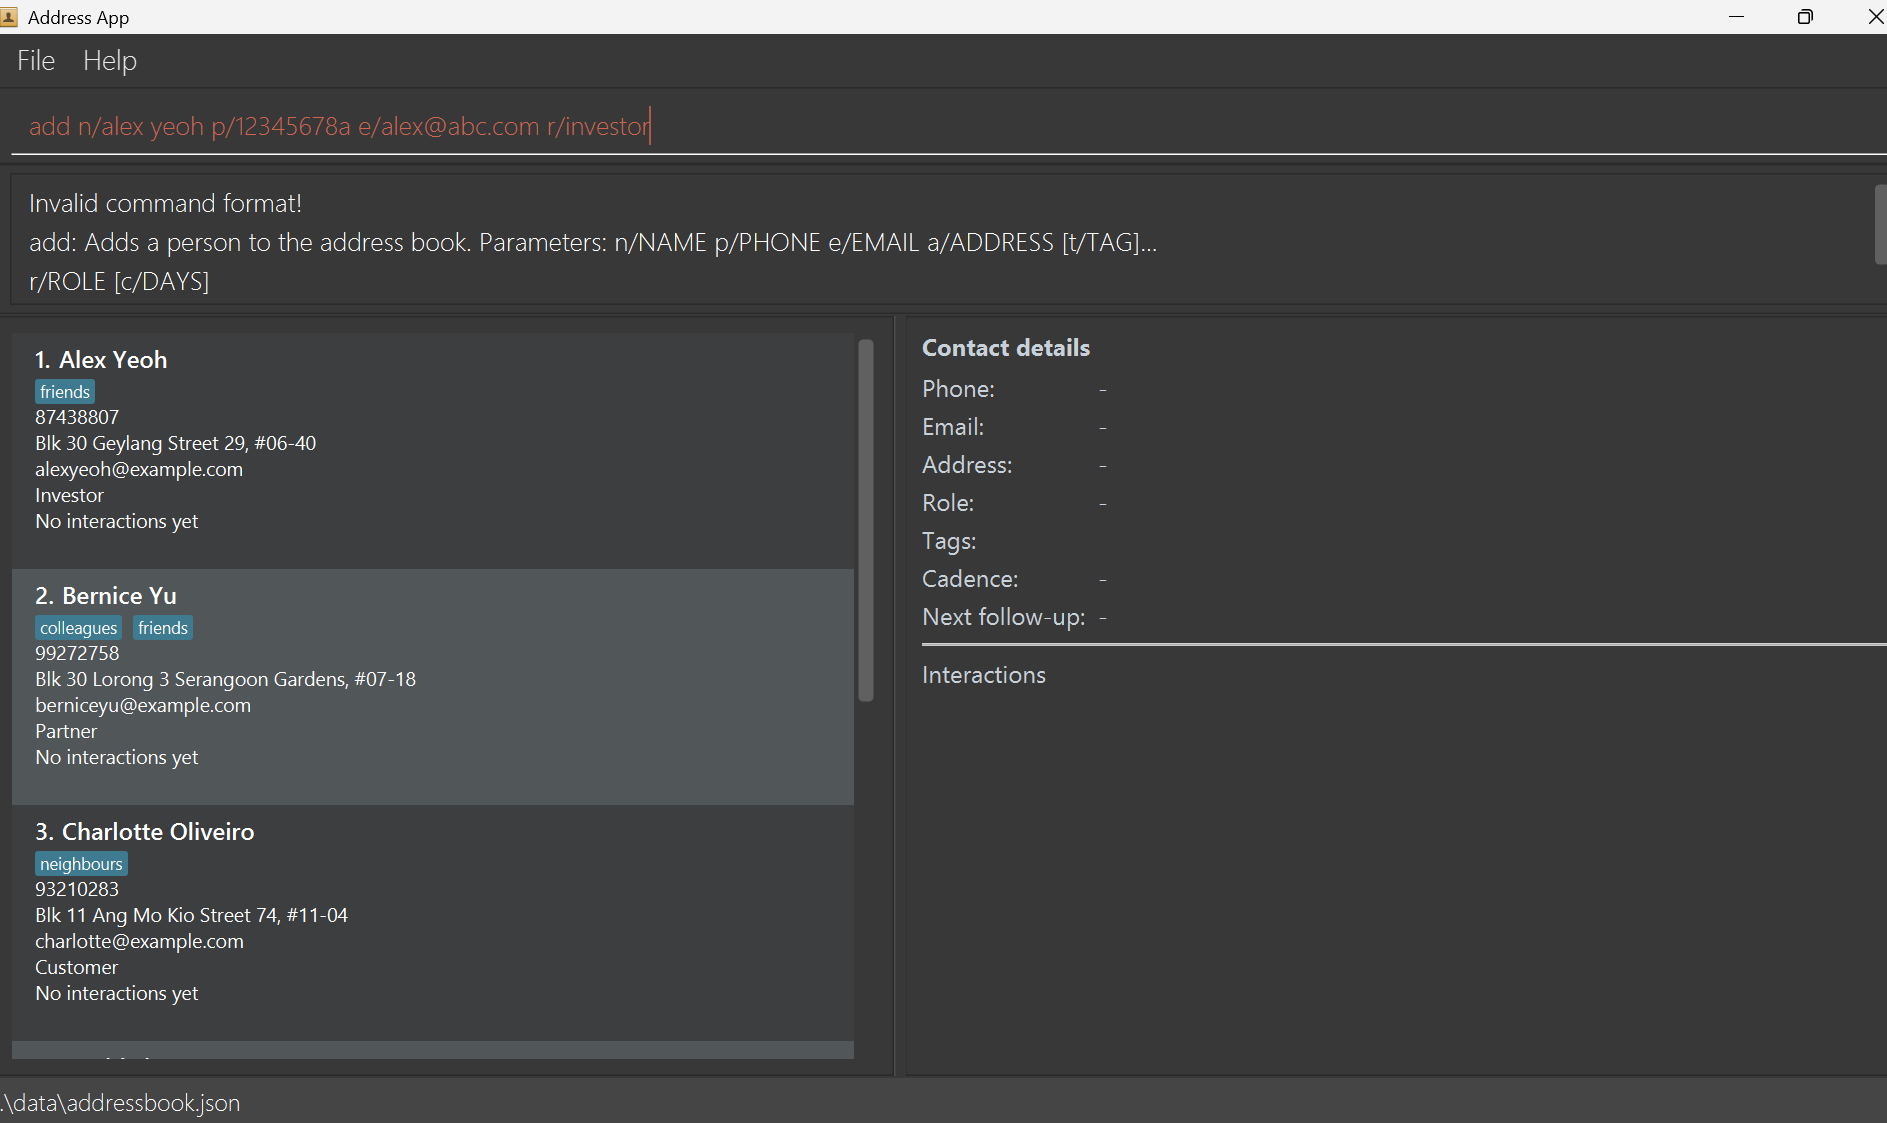 Address App
File Help
add n/alex yeoh p/12345678a e/alex@abc.com r/investor
Invalid command format!
add: Adds a person to the address book. Parameters: n/NAME p/PHONE e/EMAIL a/ADDRESS [t/TAG]...
r/ROLE [c/DAYS]
1. Alex Yeoh
friends
87438807
Blk 30 Geylang Street 29, #06-40
alexyeoh@example.com
Investor
No interactions yet
2. Bernice Yu
colleagues friends
99272758
Blk 30 Lorong 3 Serangoon Gardens, #07-18
berniceyu@example.com
Partner
No interactions yet
3. Charlotte Oliveiro
neighbours
93210283
Blk 11 Ang Mo Kio Street 74, #11-04
charlotte@example.com
Customer
No interactions yet
Contact details
Phone: -
Email: -
Address: -
Role: -
Tags:
Cadence: -
Next follow-up: -
Interactions
.\data\addressbook.json